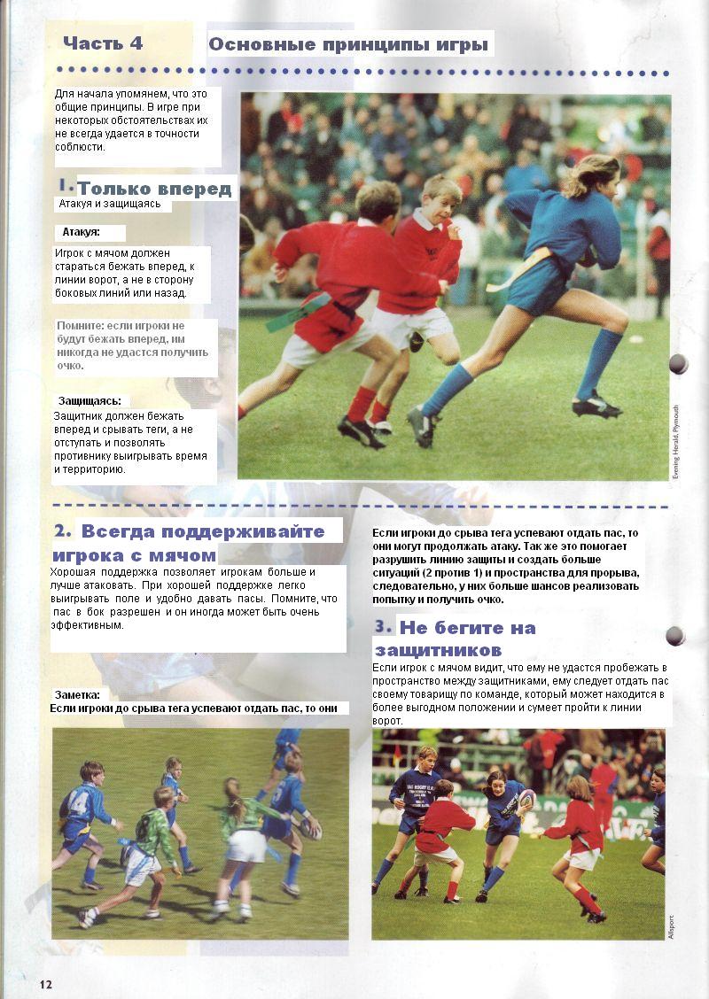 Часть 4
Основные принципы игры
Для начала упомянем, что это
общие принципы. В игре при
некоторых обстоятельствах их
не всегда удается в точности
соблюсти.
1. Только вперед
Атакуя и защищаясь
Атакуя:
Игрок с мячом должен
стараться бежать вперед, к
линии ворот, а не в сторону
боковых линий или назад.
Помните: если игроки не
будут бежать вперед, им
никогда не удастся получить
очко.
Защищаясь:
Защитник должен бежать
вперед и срывать теги, а не
отступать и позволять
противнику выигрывать время
и территорию.
Evening Herald, Plymouth
2. Всегда поддерживайте
игрока с мячом
Хорошая поддержка позволяет игрокам больше и
лучше атаковать. При хорошей поддержке легко
выигрывать поле и удобно давать пасы. Помните, что
пас в бок разрешен и он иногда может быть очень
эффективным.
Заметка:
Если игроки до срыва тега успевают отдать пас, то они
Если игроки до срыва тега успевают отдать пас, то
они могут продолжать атаку. Так же это помогает
разрушить линию защиты и создать больше
ситуаций (2 против 1) и пространства для прорыва,
следовательно, у них больше шансов реализовать
попытку и получить очко.
3. Не бегите на
защитников
Если игрок с мячом видит, что ему не удастся пробежать в
пространство между защитниками, ему следует отдать пас
своему товарищу по команде, который может находится в
более выгодном положении и сумеет пройти к линии
ворот.
14
Allsport
12